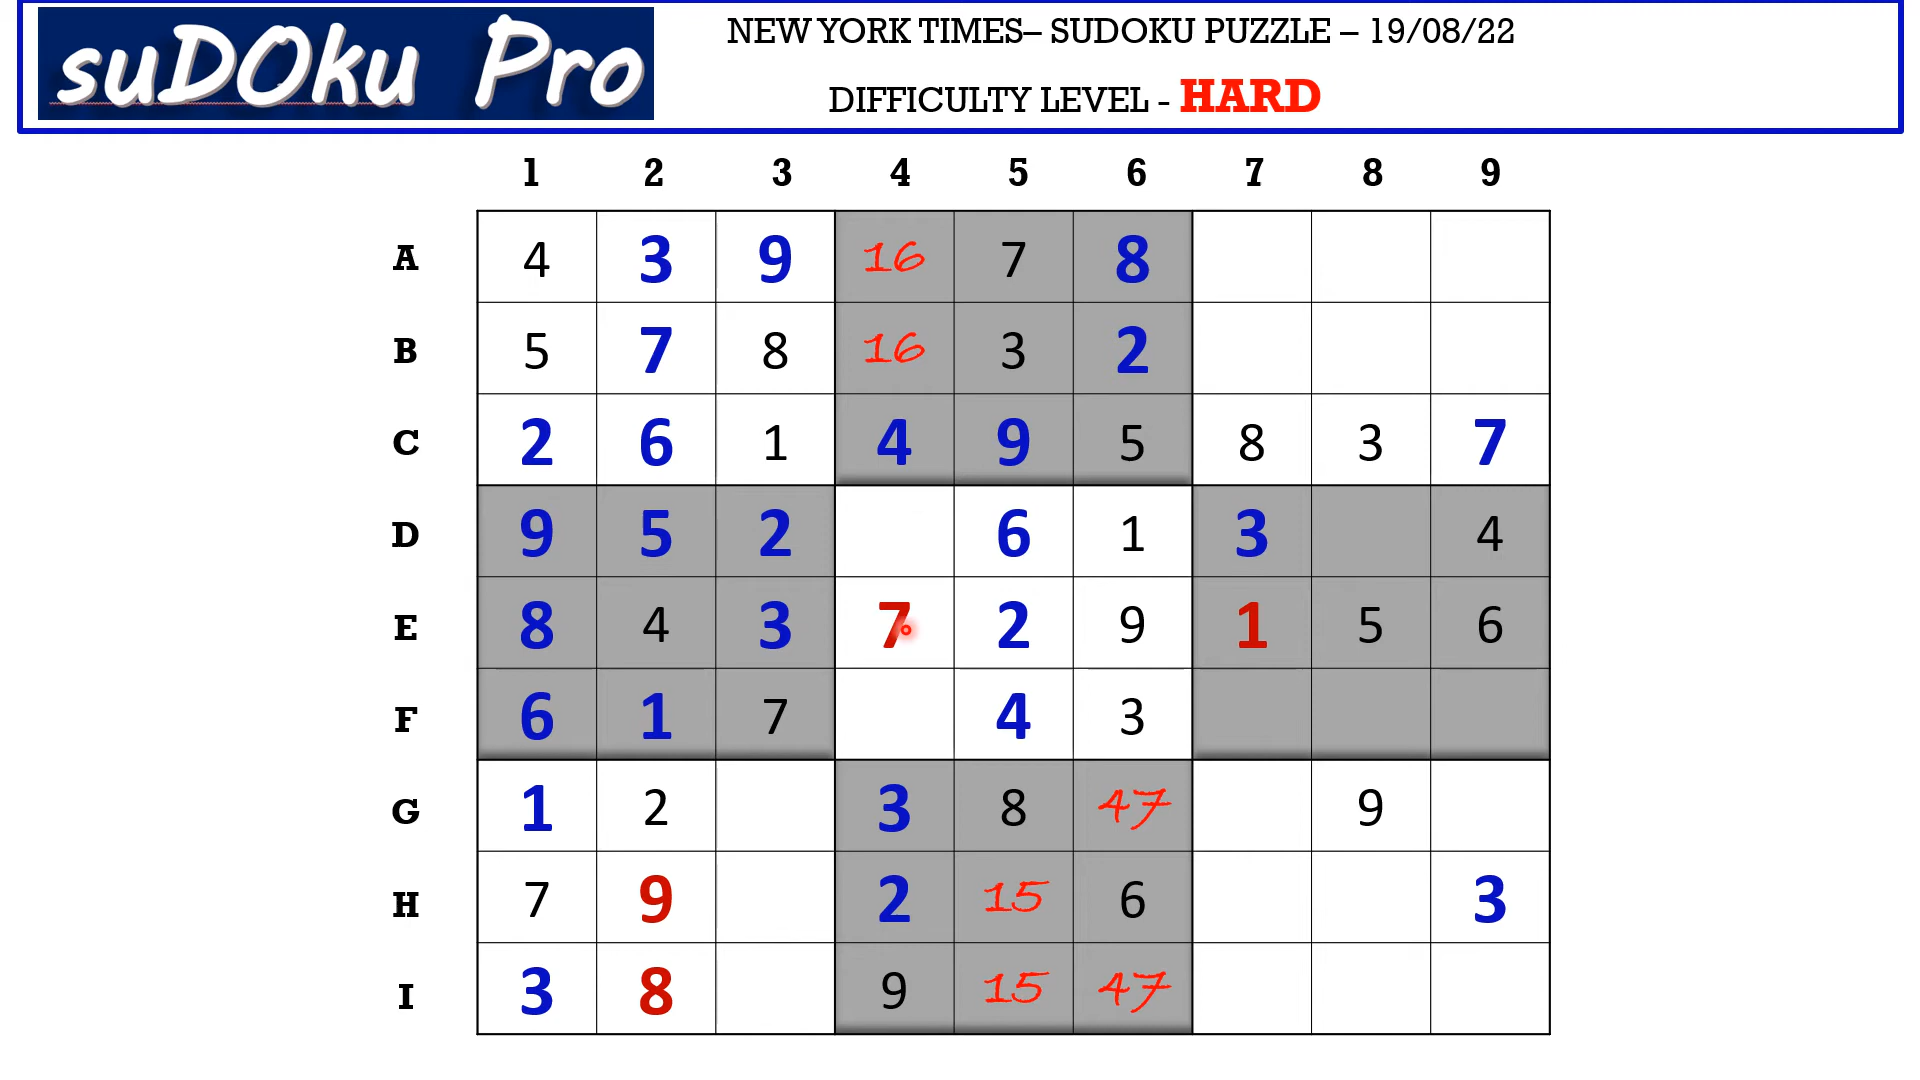 suDOku Pro
NEW YORK TIMES– SUDOKU PUZZLE – 19/08/22
DIFFICULTY LEVEL - HARD
1 2 3 4 5 6 7 8 9
A 4 3 9 16 7 8
B 5 7 8 16 3 2
C 2 6 1 4 9 5 8 3 7
D 9 5 2 6 1 3 4
E 8 4 3 7 2 9 1 5 6
F 6 1 7 4 3
G 1 2 3 8 47 9
H 7 9 2 15 6 3
I 3 8 9 15 47